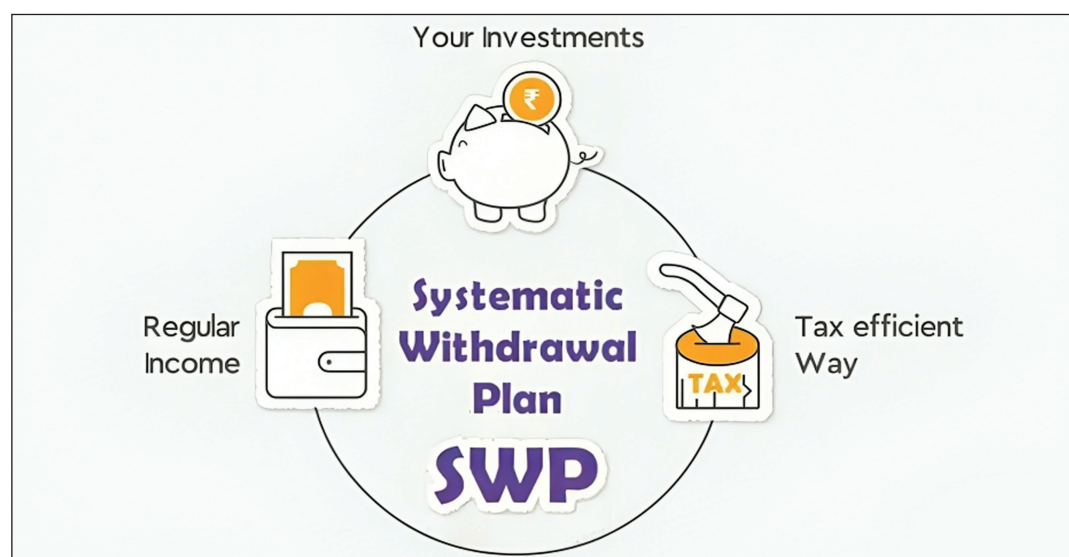 Your Investments
₹
Systematic
Withdrawal
Plan
SWP
Regular
Income
Tax efficient
Way
TAX